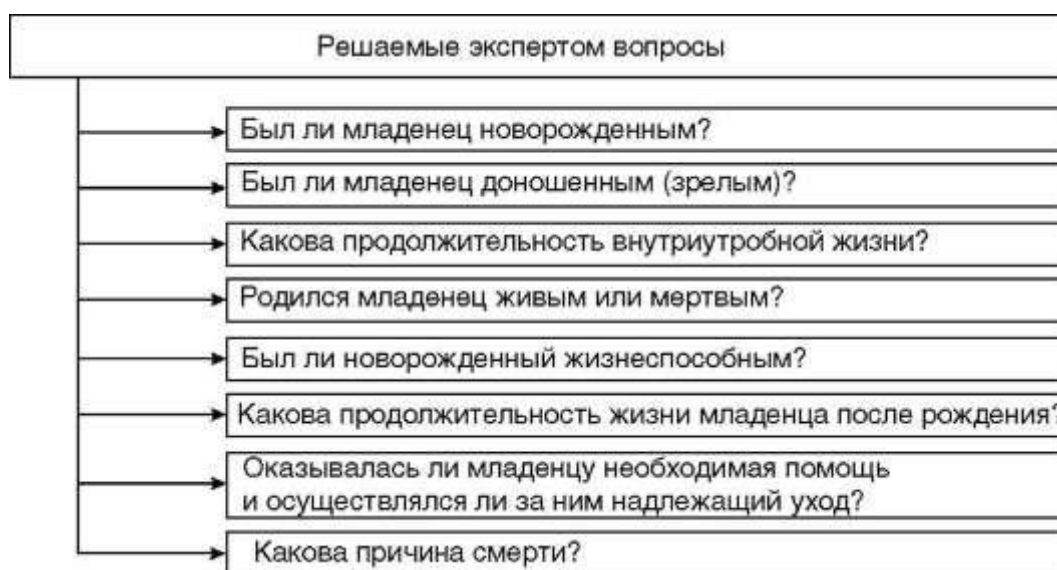 Решаемые экспертом вопросы
Был ли младенец новорожденным?
Был ли младенец доношенным (зрелым)?
Какова продолжительность внутриутробной жизни?
Родился младенец живым или мертвым?
Был ли новорожденный жизнеспособным?
Какова продолжительность жизни младенца после рождения?
Оказывалась ли младенцу необходимая помощь
и осуществлялся ли за ним надлежащий уход?
Какова причина смерти?